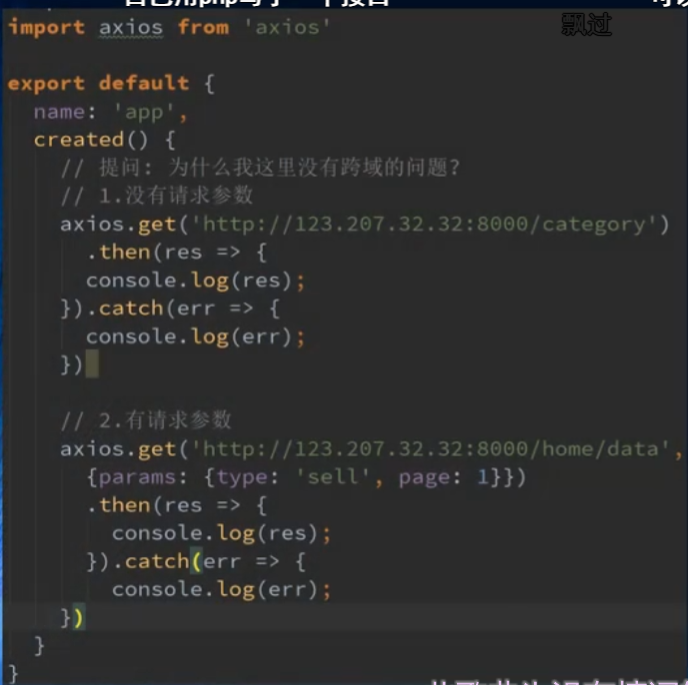 import axios from 'axios'
飘过
export default {
name: 'app',
created() {
// 提问: 为什么我这里没有跨域的问题?
// 1.没有请求参数
axios.get('http://123.207.32.32:8000/category')
.then(res => {
console.log(res);
}).catch(err => {
console.log(err);
})
// 2.有请求参数
axios.get('http://123.207.32.32:8000/home/data',
{params: {type: 'sell', page: 1}})
.then(res => {
console.log(res);
}).catch(err => {
console.log(err);
})
}
}